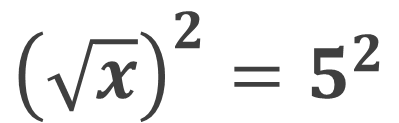 (√x)² = 5²